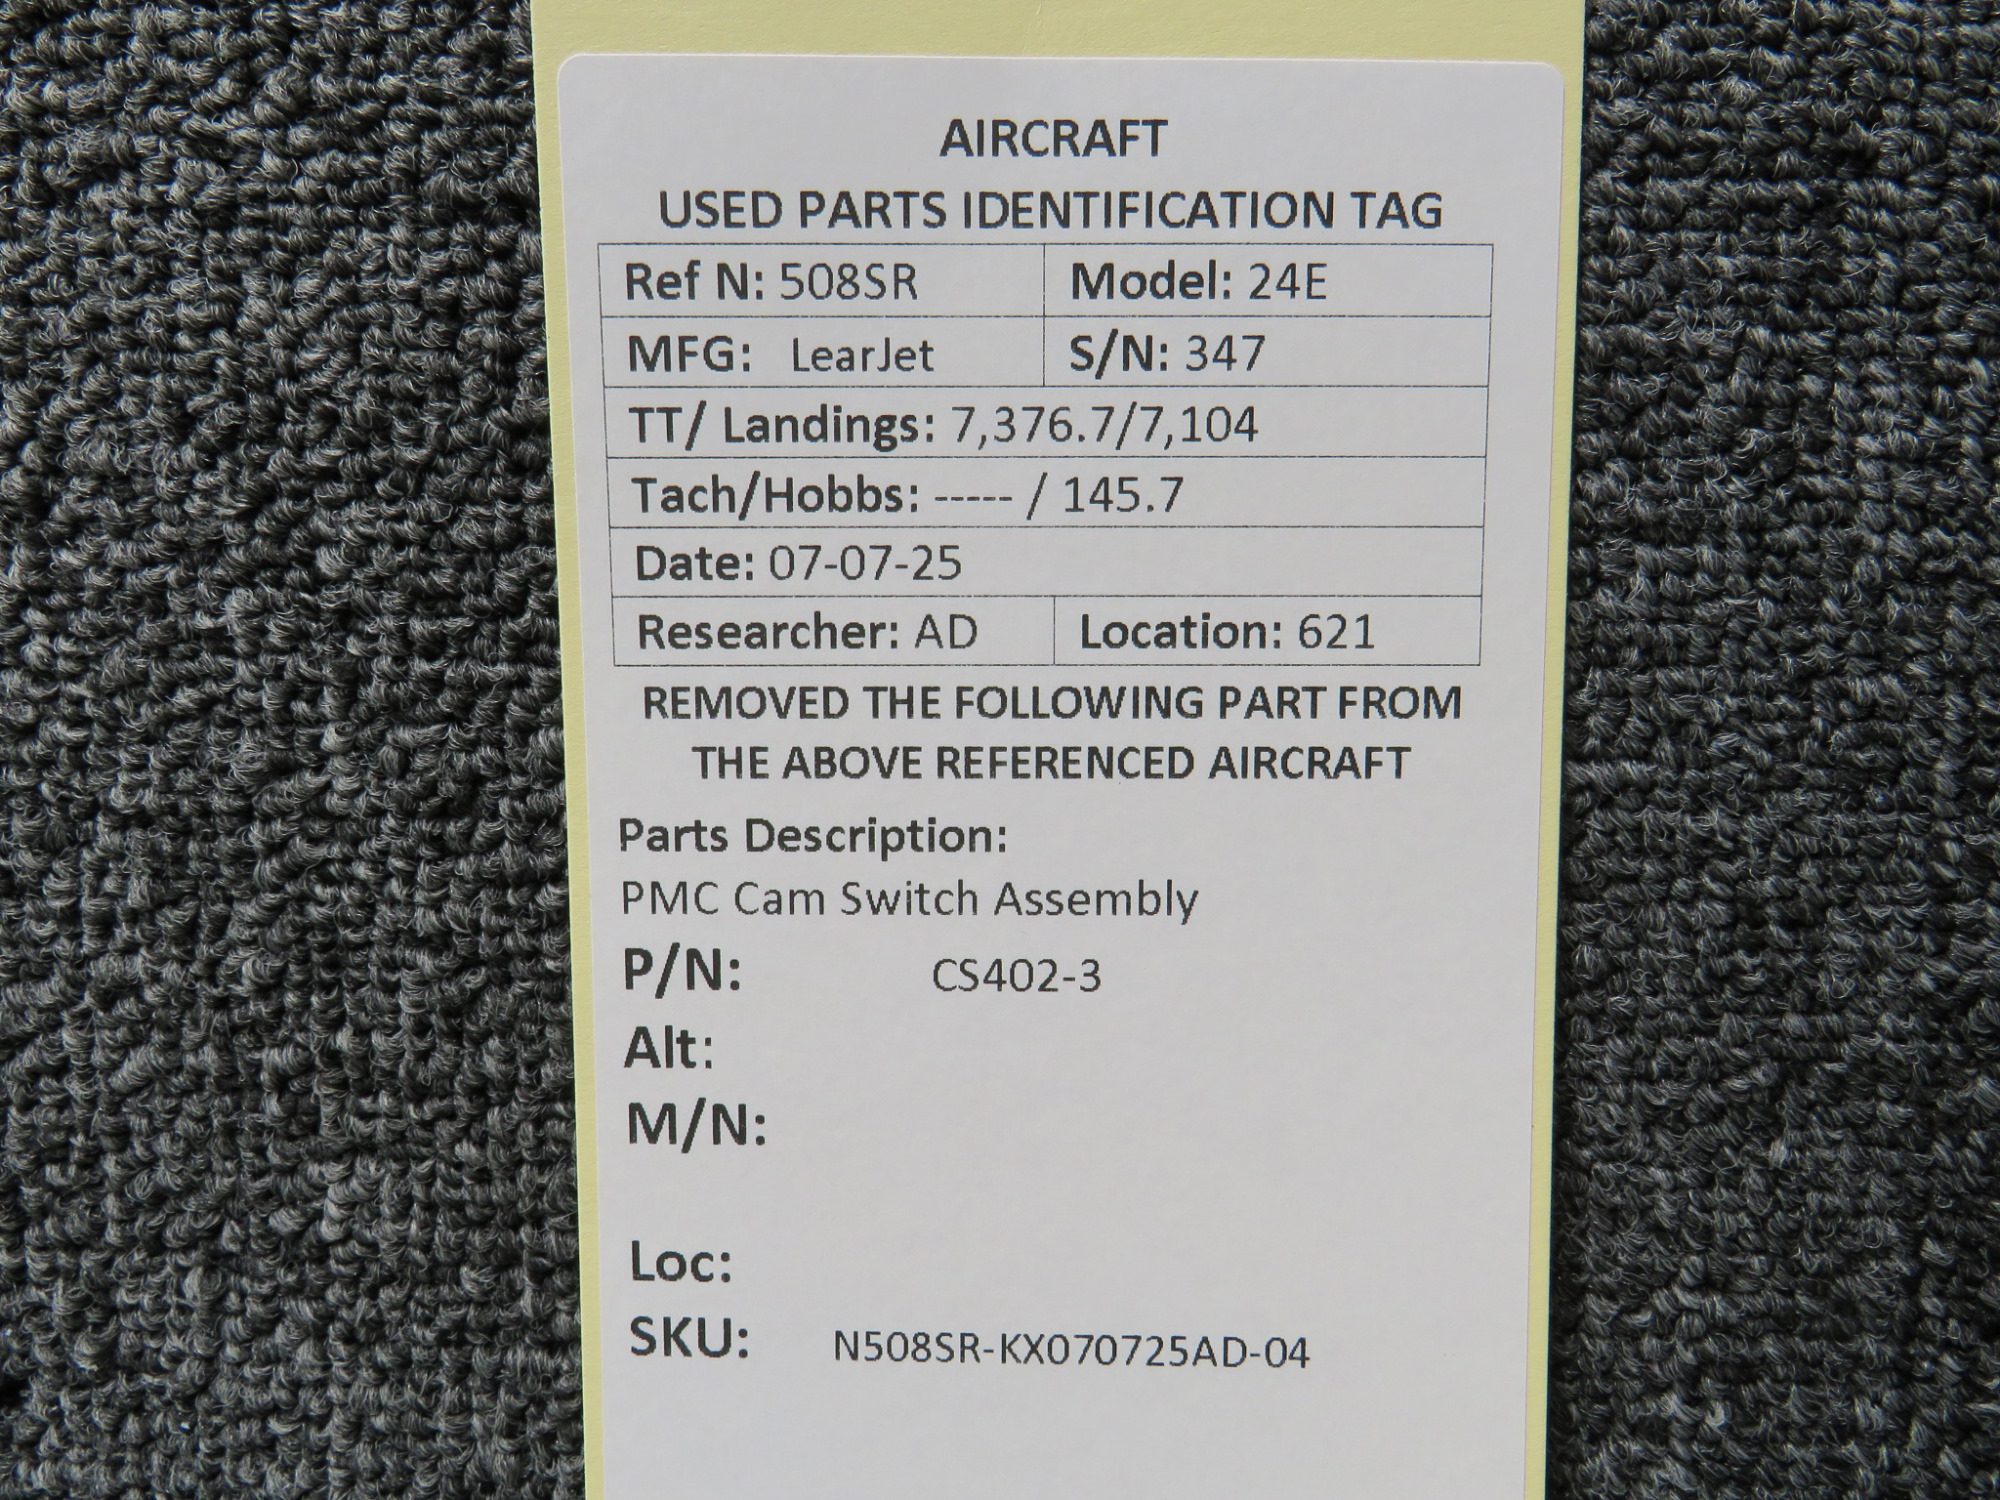 AIRCRAFT
USED PARTS IDENTIFICATION TAG
Ref N: 508SR Model: 24E
MFG: LearJet S/N: 347
TT/ Landings: 7,376.7/7,104
Tach/Hobbs: ----- / 145.7
Date: 07-07-25
Researcher: AD Location: 621
REMOVED THE FOLLOWING PART FROM
THE ABOVE REFERENCED AIRCRAFT
Parts Description:
PMC Cam Switch Assembly
P/N: CS402-3
Alt:
M/N:
Loc:
SKU: N508SR-KX070725AD-04